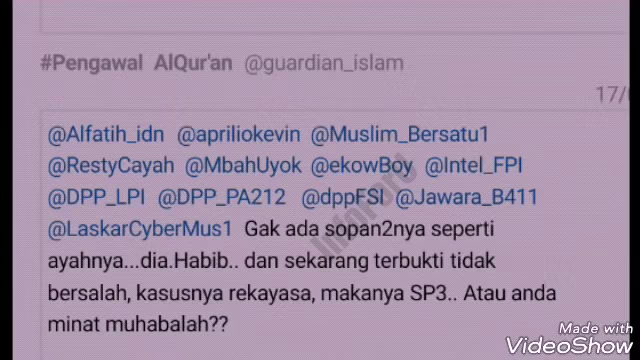 #Pengawal AlQur'an @guardian_islam
17/
@Alfatih_idn @apriliokevin @Muslim_Bersatu1
@RestyCayah @MbahUyok @ekowBoy @Intel_FPI
@DPP_LPI @DPP_PA212 @dppFSI @Jawara_B411
@LaskarCyberMus1 Gak ada sopan2nya seperti
ayahnya...dia.Habib.. dan sekarang terbukti tidak
bersalah, kasusnya rekayasa, makanya SP3.. Atau anda
minat muhabalah??
Made with
VideoShow